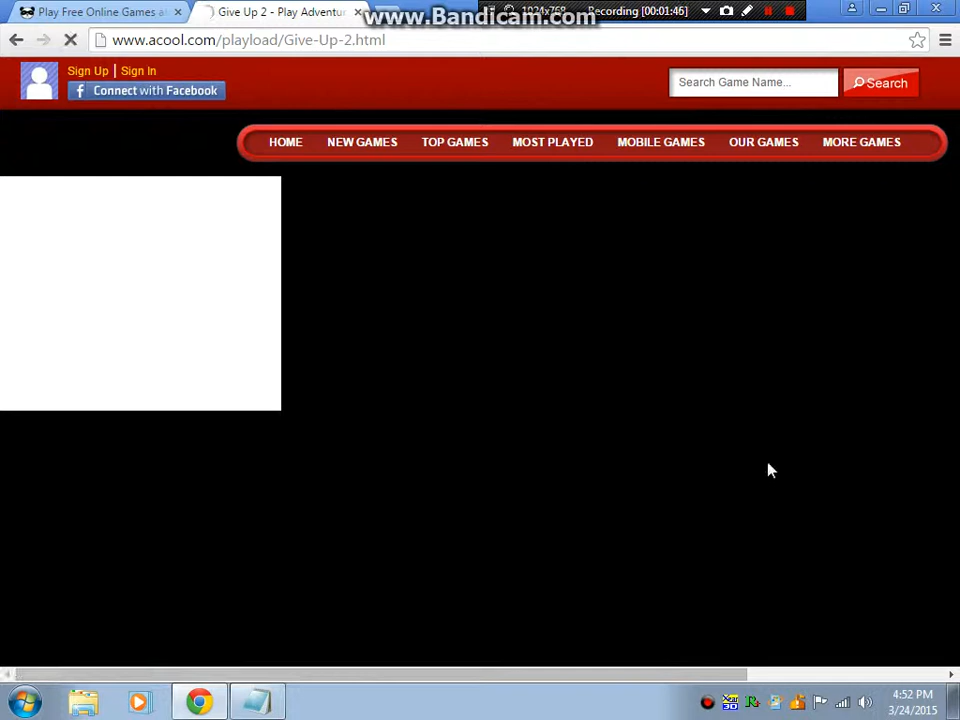 Play Free Online Games a
Give Up 2 - Play Adventur
www.Bandicam.com
1024x768
Recording [00:01:46]
www.acool.com/playload/Give-Up-2.html
Sign Up | Sign In
f Connect with Facebook
Search Game Name...
Search
HOME NEW GAMES TOP GAMES MOST PLAYED MOBILE GAMES OUR GAMES MORE GAMES
4:52 PM
3/24/2015